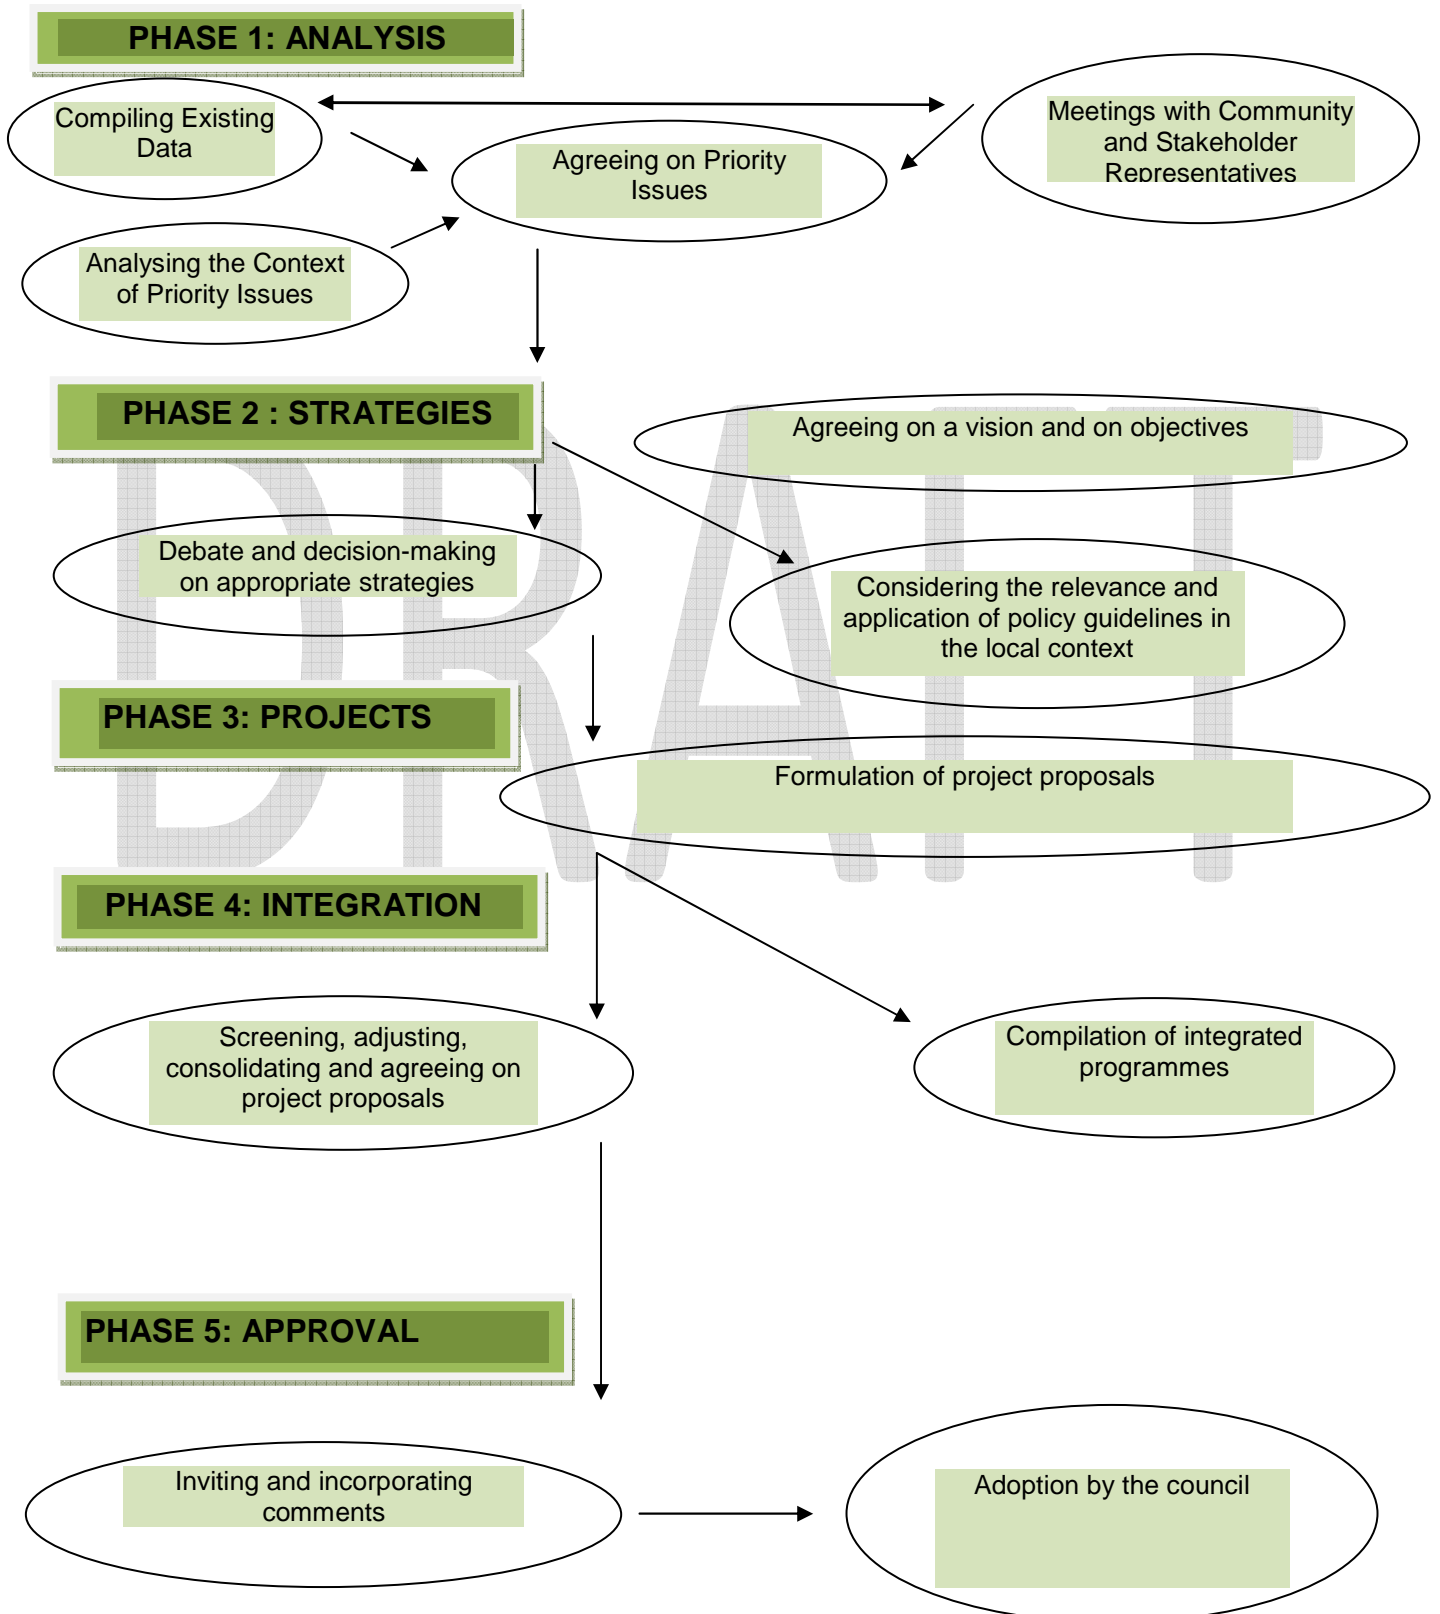 PHASE 1: ANALYSIS
Compiling Existing
Data
Meetings with Community
and Stakeholder
Representatives
Agreeing on Priority
Issues
Analysing the Context
of Priority Issues
PHASE 2 : STRATEGIES
Agreeing on a vision and on objectives
Debate and decision-making
on appropriate strategies
Considering the relevance and
application of policy guidelines in
the local context
DRAFT
PHASE 3: PROJECTS
Formulation of project proposals
PHASE 4: INTEGRATION
Screening, adjusting,
consolidating and agreeing on
project proposals
Compilation of integrated
programmes
PHASE 5: APPROVAL
Inviting and incorporating
comments
Adoption by the council